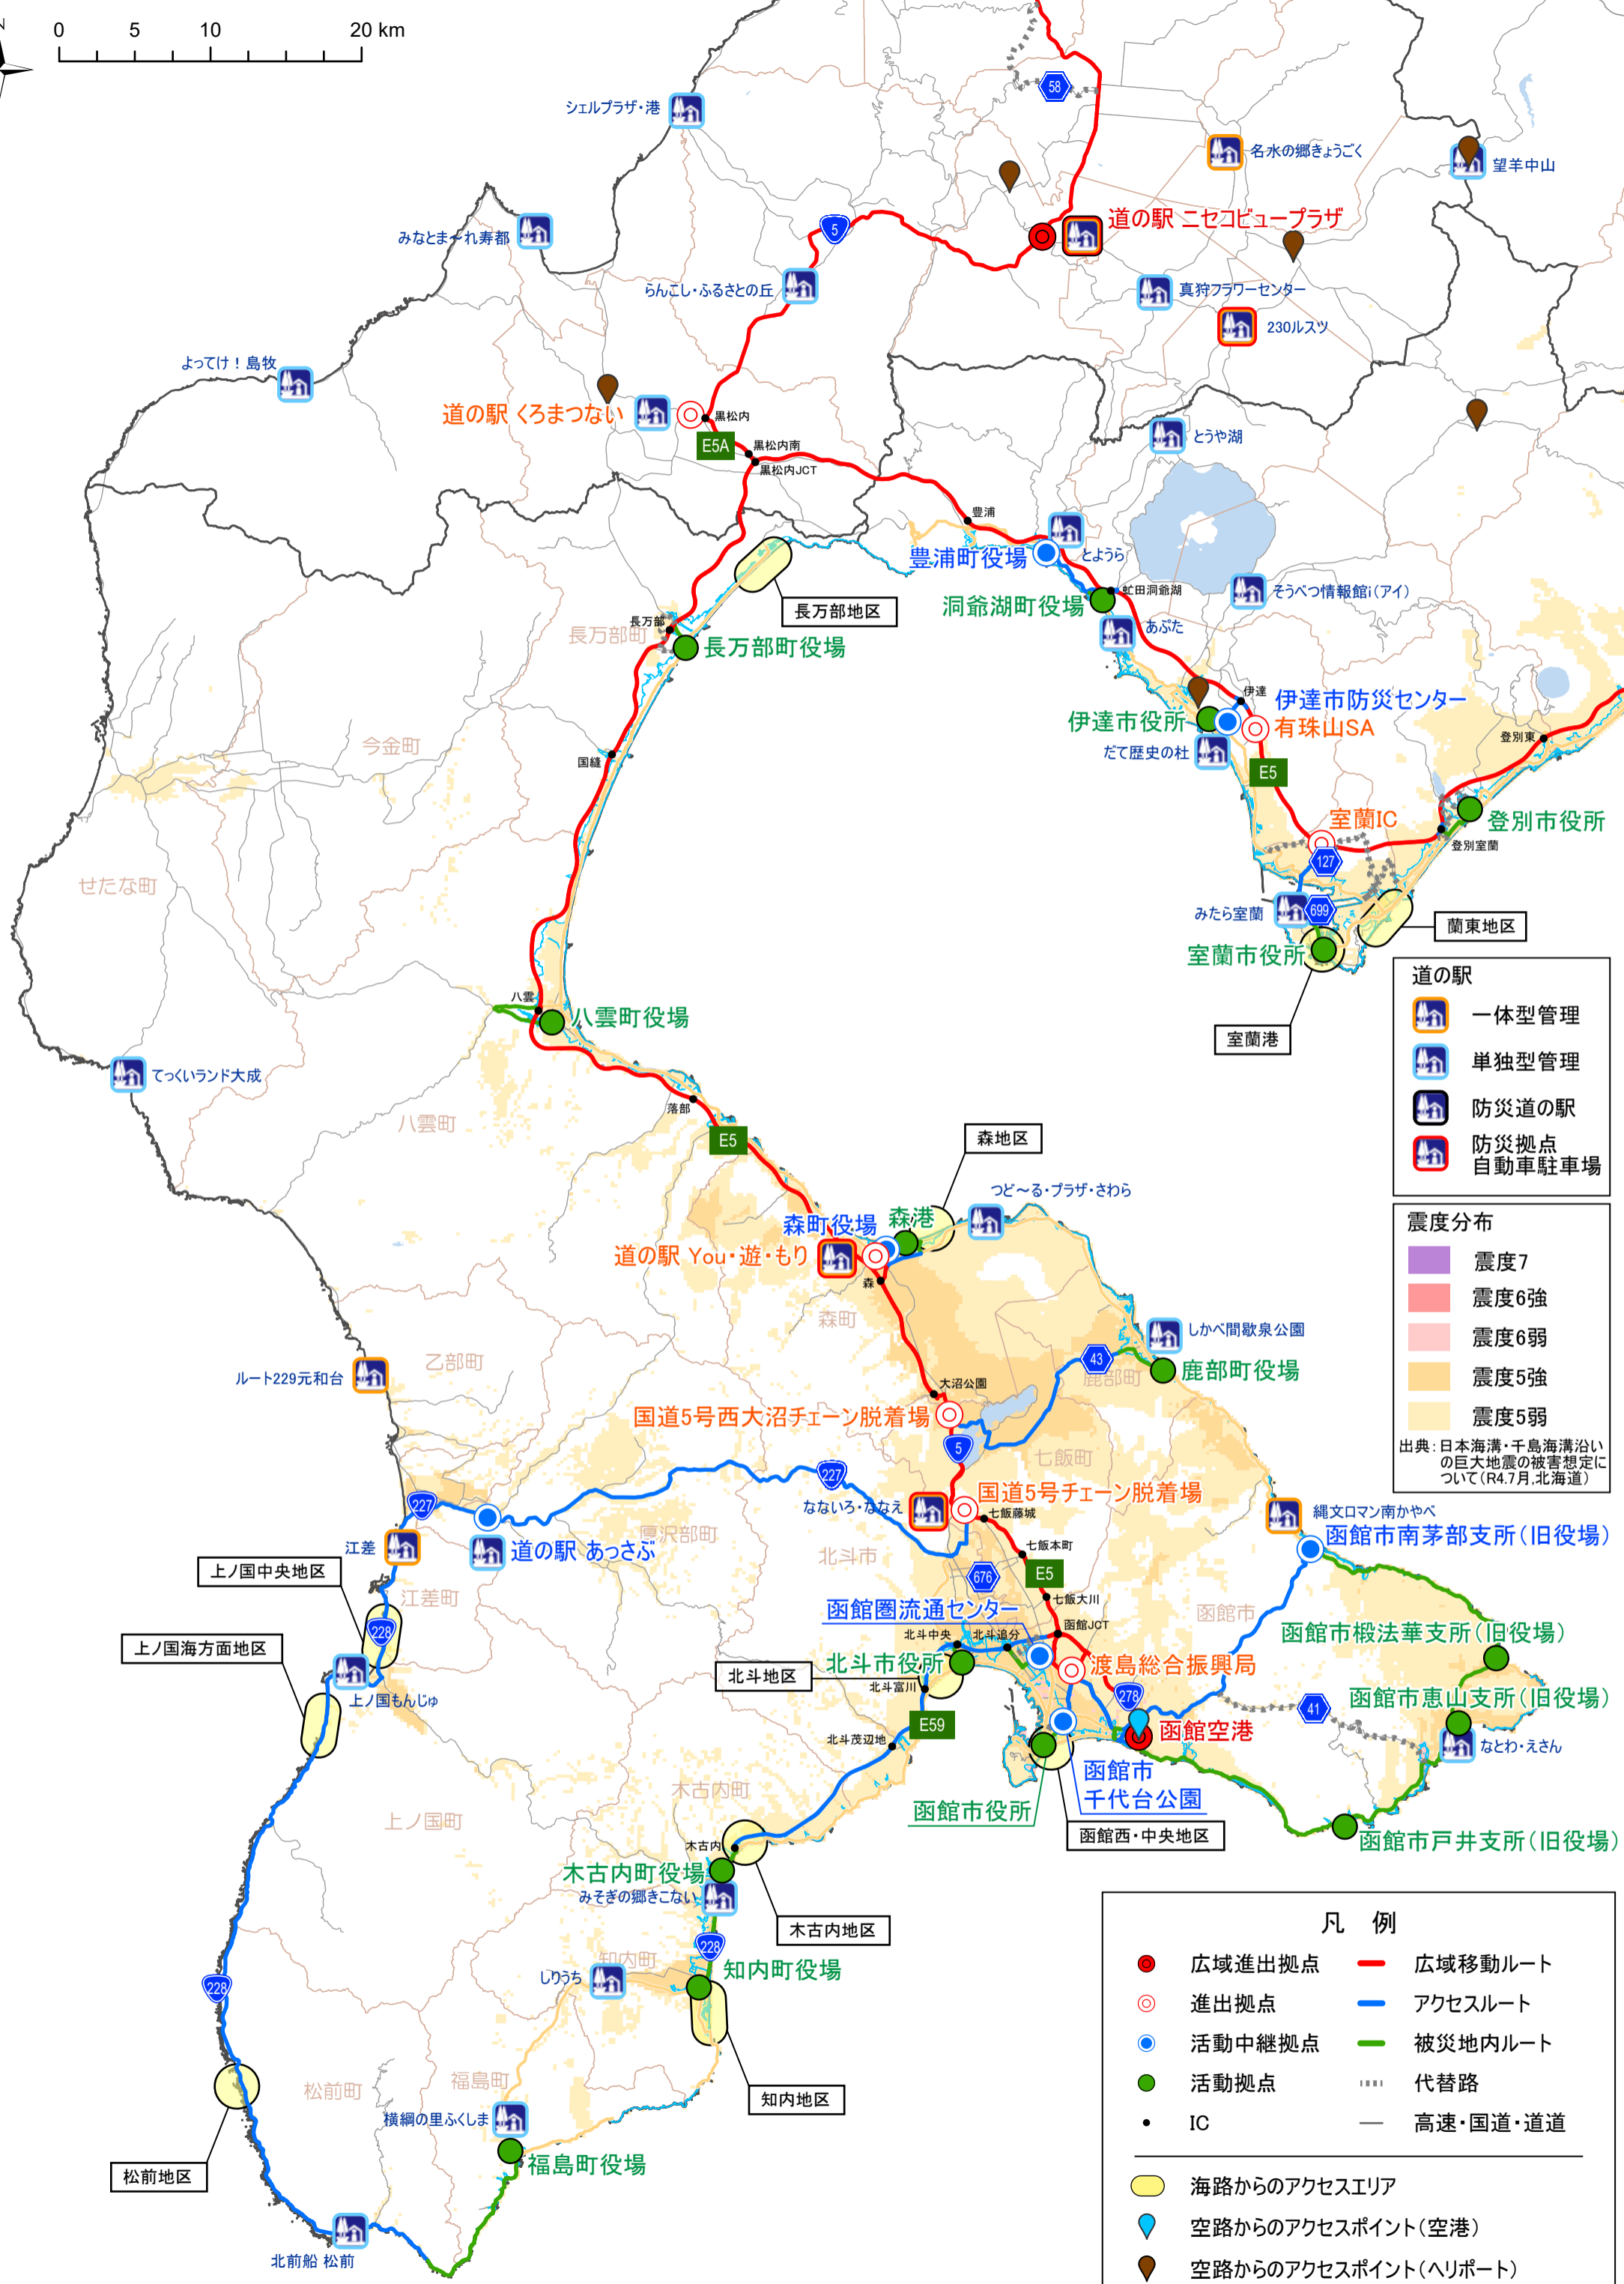 N
0 5 10 20 km
58
シェルプラザ・港
名水の郷きょうごく
望羊中山
道の駅 ニセコビュープラザ
5
みなとま～れ寿都
らんこし・ふるさとの丘
真狩フラワーセンター
230ルスツ
よってけ！島牧
道の駅 くろまつない
黒松内
E5A
黒松内南
黒松内JCT
とうや湖
豊浦
豊浦町役場
とようら
虻田洞爺湖
そうべつ情報館i(アイ)
洞爺湖町役場
長万部地区
長万部
長万部町
長万部町役場
あぷた
伊達
伊達市防災センター
伊達市役所
有珠山SA
今金町
国縫
だて歴史の杜
登別東
E5
室蘭IC
登別市役所
登別室蘭
127
せたな町
みたら室蘭
699
蘭東地区
室蘭市役所
八雲
八雲町役場
室蘭港
道の駅
一体型管理
単独型管理
防災道の駅
防災拠点
自動車駐車場
てっくいランド大成
落部
八雲町
E5
森地区
つど～る・プラザ・さわら
森町役場
森港
道の駅 You・遊・もり
森
森町
震度分布
震度7
震度6強
震度6弱
震度5強
震度5弱
出典：日本海溝・千島海溝沿い
の巨大地震の被害想定に
ついて(R4.7月,北海道)
しかべ間歇泉公園
43
鹿部町
鹿部町役場
乙部町
ルート229元和台
大沼公園
国道5号西大沼チェーン脱着場
5
七飯町
227
227
なないろ・ななえ
国道5号チェーン脱着場
七飯藤城
縄文ロマン南かやべ
函館市南茅部支所(旧役場)
江差
道の駅 あっさぶ
厚沢部町
北斗市
七飯本町
676
E5
上ノ国中央地区
江差町
七飯大川
函館圏流通センター
函館市
函館市椴法華支所(旧役場)
228
上ノ国海方面地区
北斗中央
北斗追分
函館JCT
北斗市役所
渡島総合振興局
北斗地区
北斗富川
上ノ国もんじゅ
278
41
函館市恵山支所(旧役場)
E59
函館空港
北斗茂辺地
なとわ・えさん
函館市
千代台公園
木古内町
上ノ国町
函館市役所
函館西・中央地区
函館市戸井支所(旧役場)
木古内
木古内町役場
みそぎの郷きこない
木古内地区
228
知内町
知内町役場
しりうち
228
知内地区
松前町
福島町
横綱の里ふくしま
福島町役場
松前地区
北前船 松前
凡 例
広域進出拠点
広域移動ルート
進出拠点
アクセスルート
活動中継拠点
被災地内ルート
活動拠点
代替路
IC
高速・国道・道道
海路からのアクセスエリア
空路からのアクセスポイント(空港)
空路からのアクセスポイント(ヘリポート)